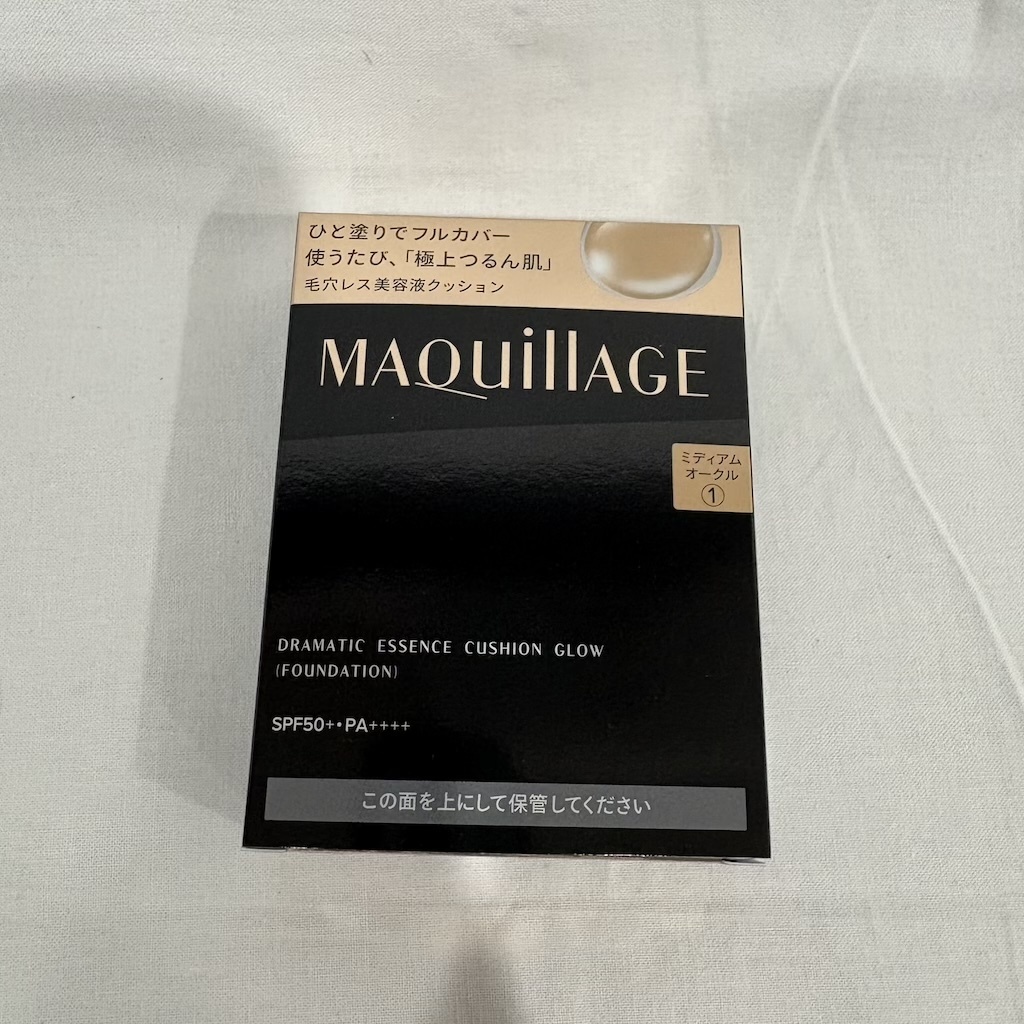 ひと塗りでフルカバー
使うたび、「極上つるん肌」
毛穴レス美容液クッション
MAQuillAGE
ミディアム
オークル
①
DRAMATIC ESSENCE CUSHION GLOW
(FOUNDATION)
SPF50+・PA++++
この面を上にして保管してください